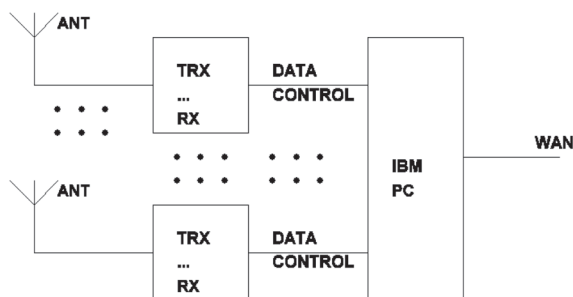 ANT
TRX
...
RX
DATA
CONTROL
WAN
IBM
PC
ANT
TRX
...
RX
DATA
CONTROL